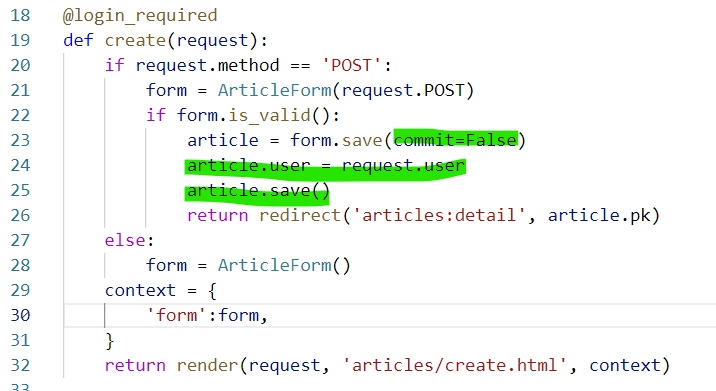 18 @login_required
19 def create(request):
20     if request.method == 'POST':
21         form = ArticleForm(request.POST)
22         if form.is_valid():
23             article = form.save(commit=False)
24             article.user = request.user
25             article.save()
26             return redirect('articles:detail', article.pk)
27     else:
28         form = ArticleForm()
29     context = {
30         'form':form,
31     }
32     return render(request, 'articles/create.html', context)
33